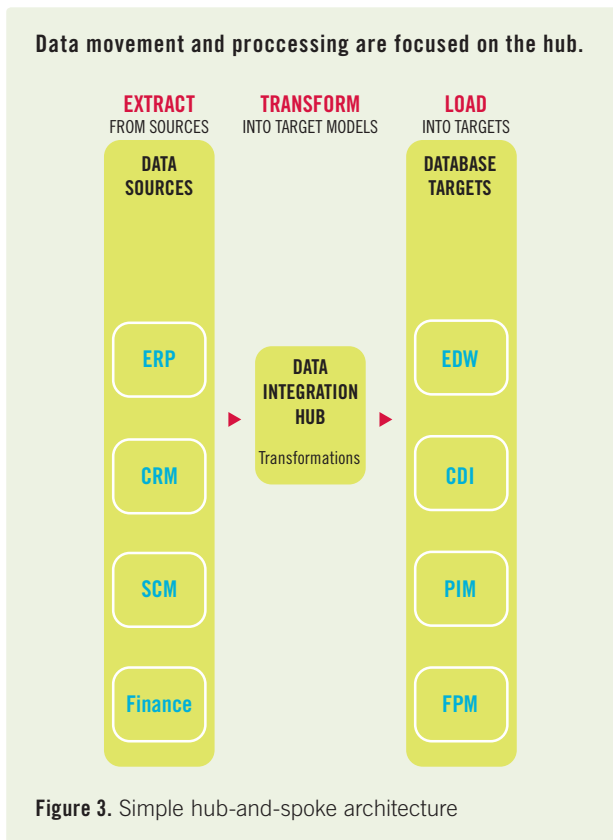 Data movement and proccessing are focused on the hub.
EXTRACT
FROM SOURCES
TRANSFORM
INTO TARGET MODELS
LOAD
INTO TARGETS
DATA
SOURCES
ERP
CRM
SCM
Finance
DATA
INTEGRATION
HUB
Transformations
DATABASE
TARGETS
EDW
CDI
PIM
FPM
Figure 3. Simple hub-and-spoke architecture